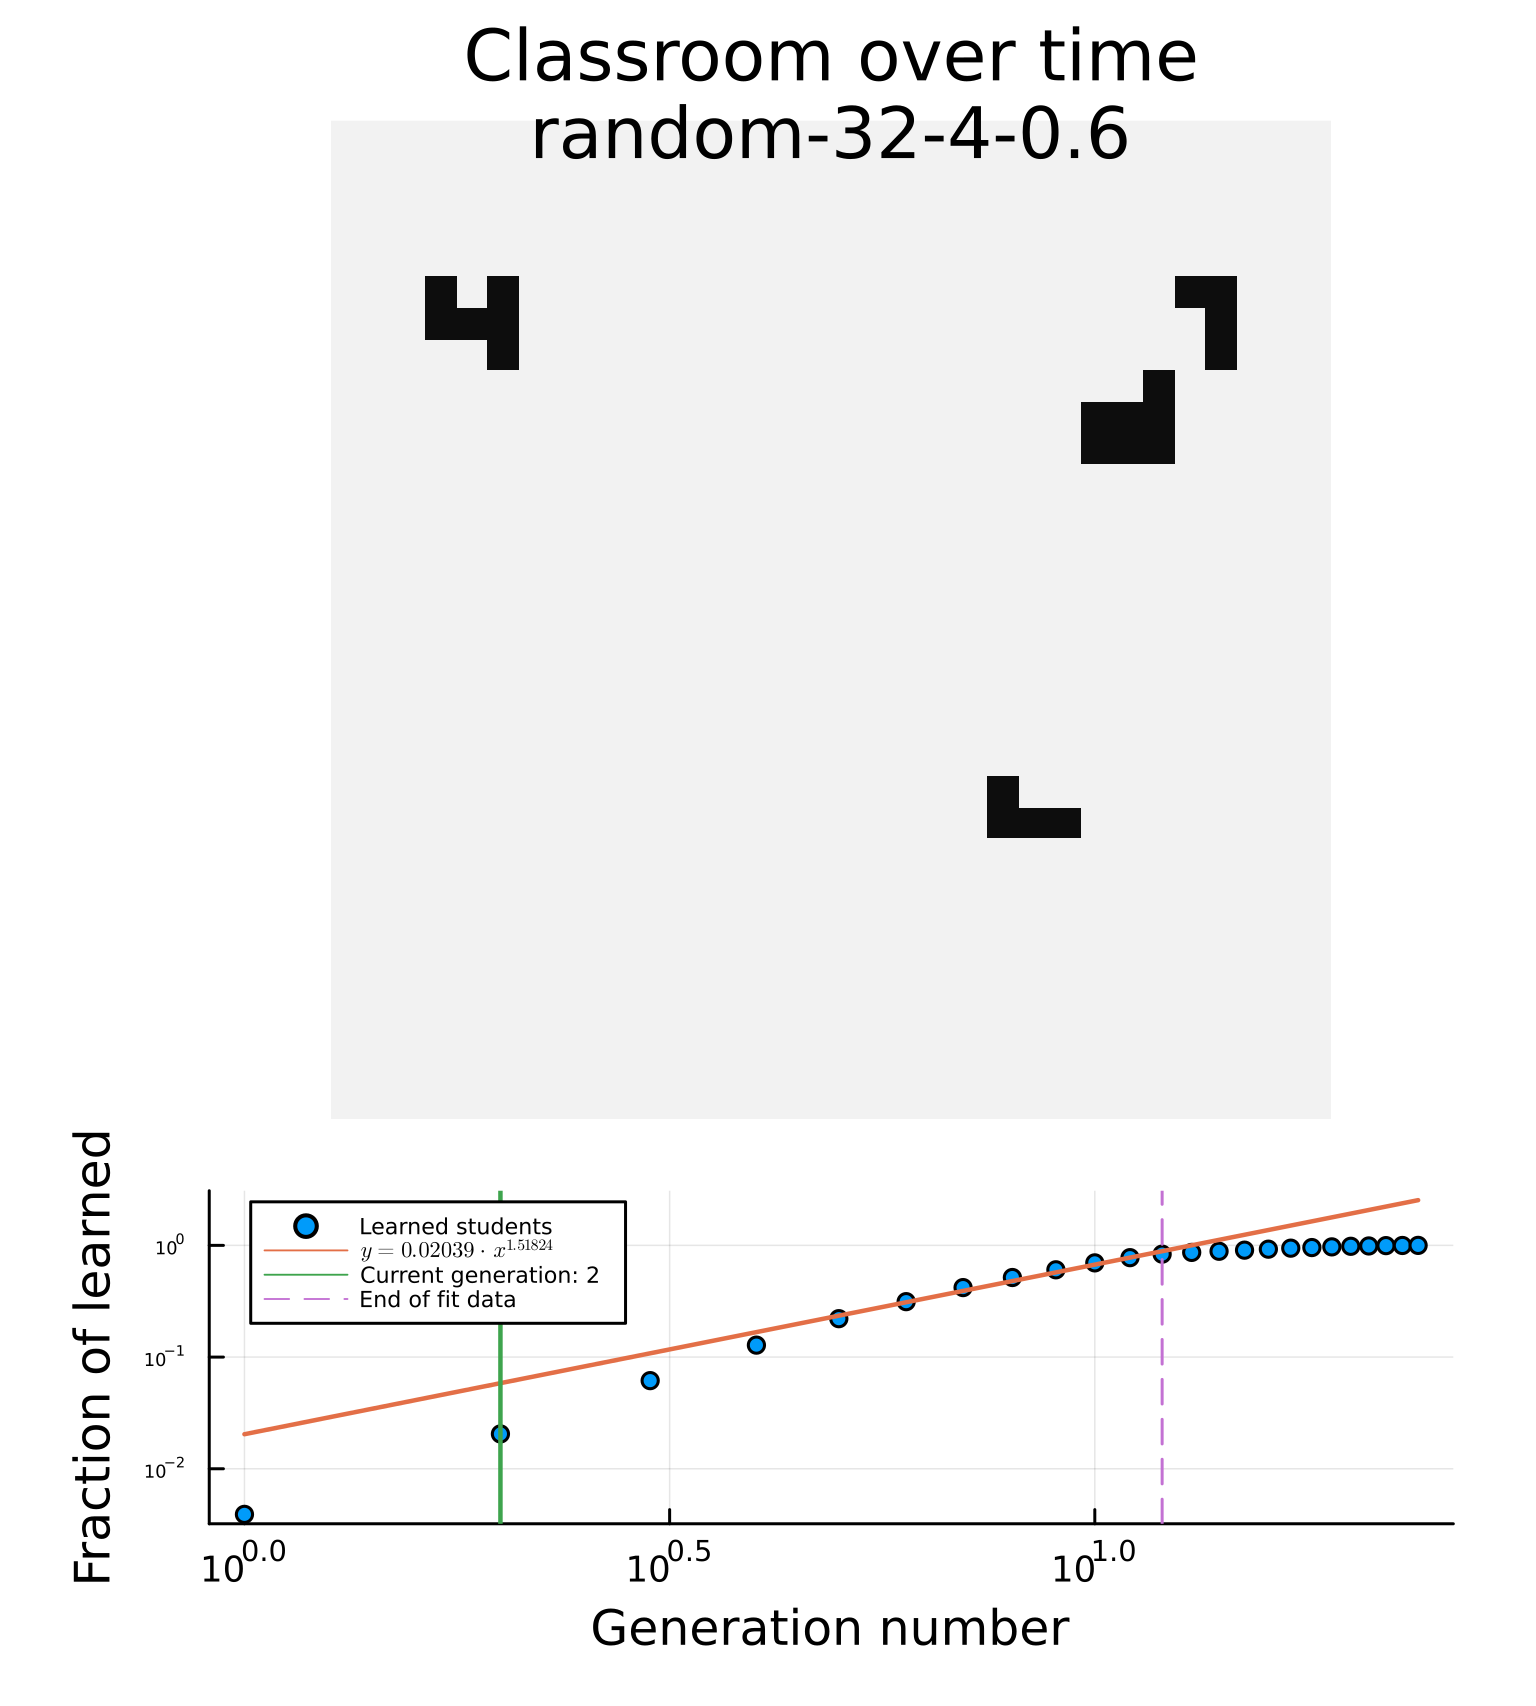 Classroom over time
random-32-4-0.6
Fraction of learned
Learned students
y = 0.02039 · x^1.51824
Current generation: 2
End of fit data
10^0
10^−1
10^−2
10^0.0
10^0.5
10^1.0
Generation number